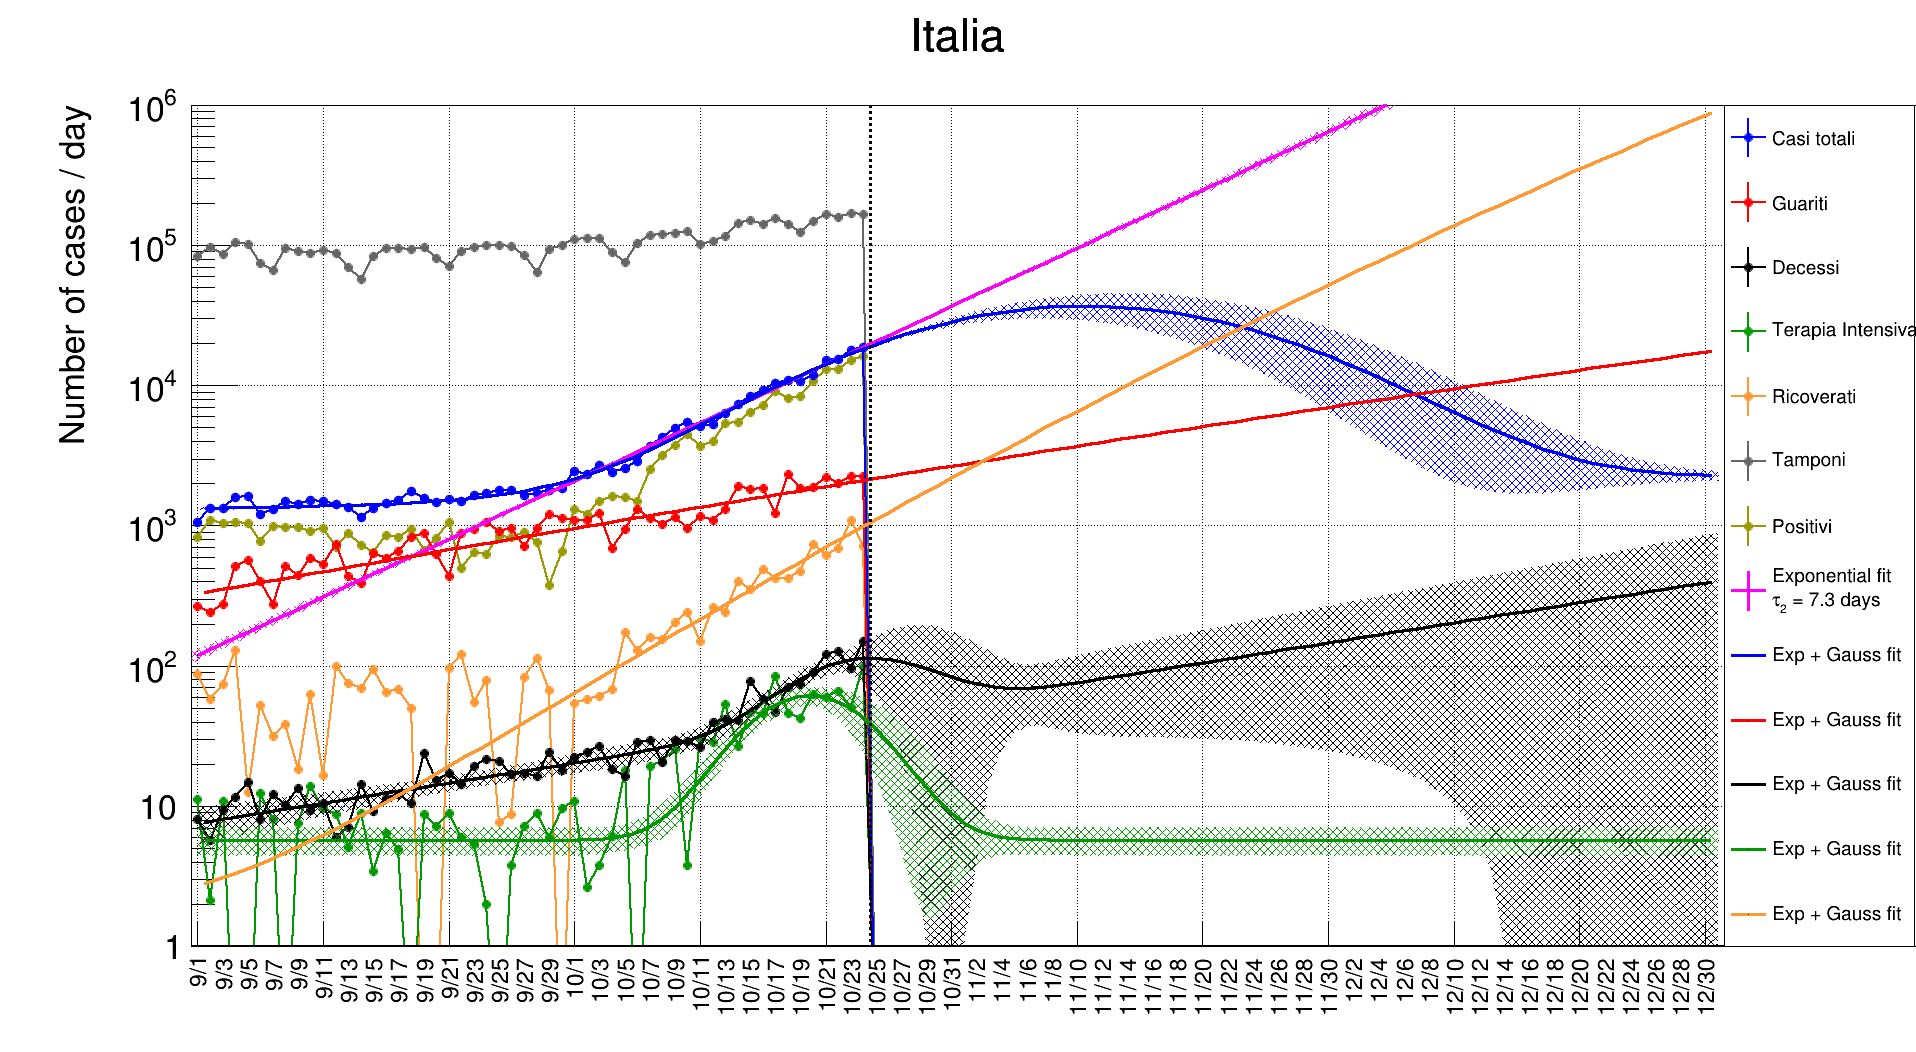 Italia
Number of cases / day
10^6
10^5
10^4
10^3
10^2
10
1
9/1 9/3 9/5 9/7 9/9 9/11 9/13 9/15 9/17 9/19 9/21 9/23 9/25 9/27 9/29 10/1 10/3 10/5 10/7 10/9 10/11 10/13 10/15 10/17 10/19 10/21 10/23 10/25 10/27 10/29 10/31 11/2 11/4 11/6 11/8 11/10 11/12 11/14 11/16 11/18 11/20 11/22 11/24 11/26 11/28 11/30 12/2 12/4 12/6 12/8 12/10 12/12 12/14 12/16 12/18 12/20 12/22 12/24 12/26 12/28 12/30
Casi totali
Guariti
Decessi
Terapia Intensiva
Ricoverati
Tamponi
Positivi
Exponential fit
τ₂ = 7.3 days
Exp + Gauss fit
Exp + Gauss fit
Exp + Gauss fit
Exp + Gauss fit
Exp + Gauss fit